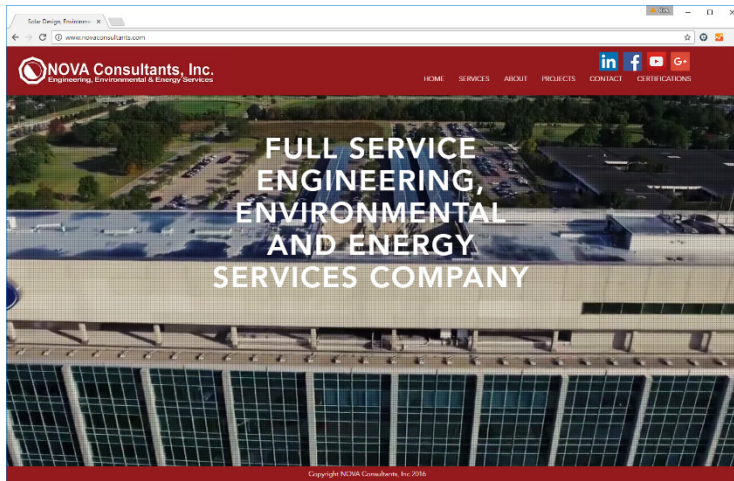 Solar Design, Environme
www.novaconsultants.com
NOVA Consultants, Inc.
Engineering, Environmental & Energy Services
in f G+
HOME SERVICES ABOUT PROJECTS CONTACT CERTIFICATIONS
FULL SERVICE
ENGINEERING,
ENVIRONMENTAL
AND ENERGY
SERVICES COMPANY
Copyright NOVA Consultants, Inc 2016